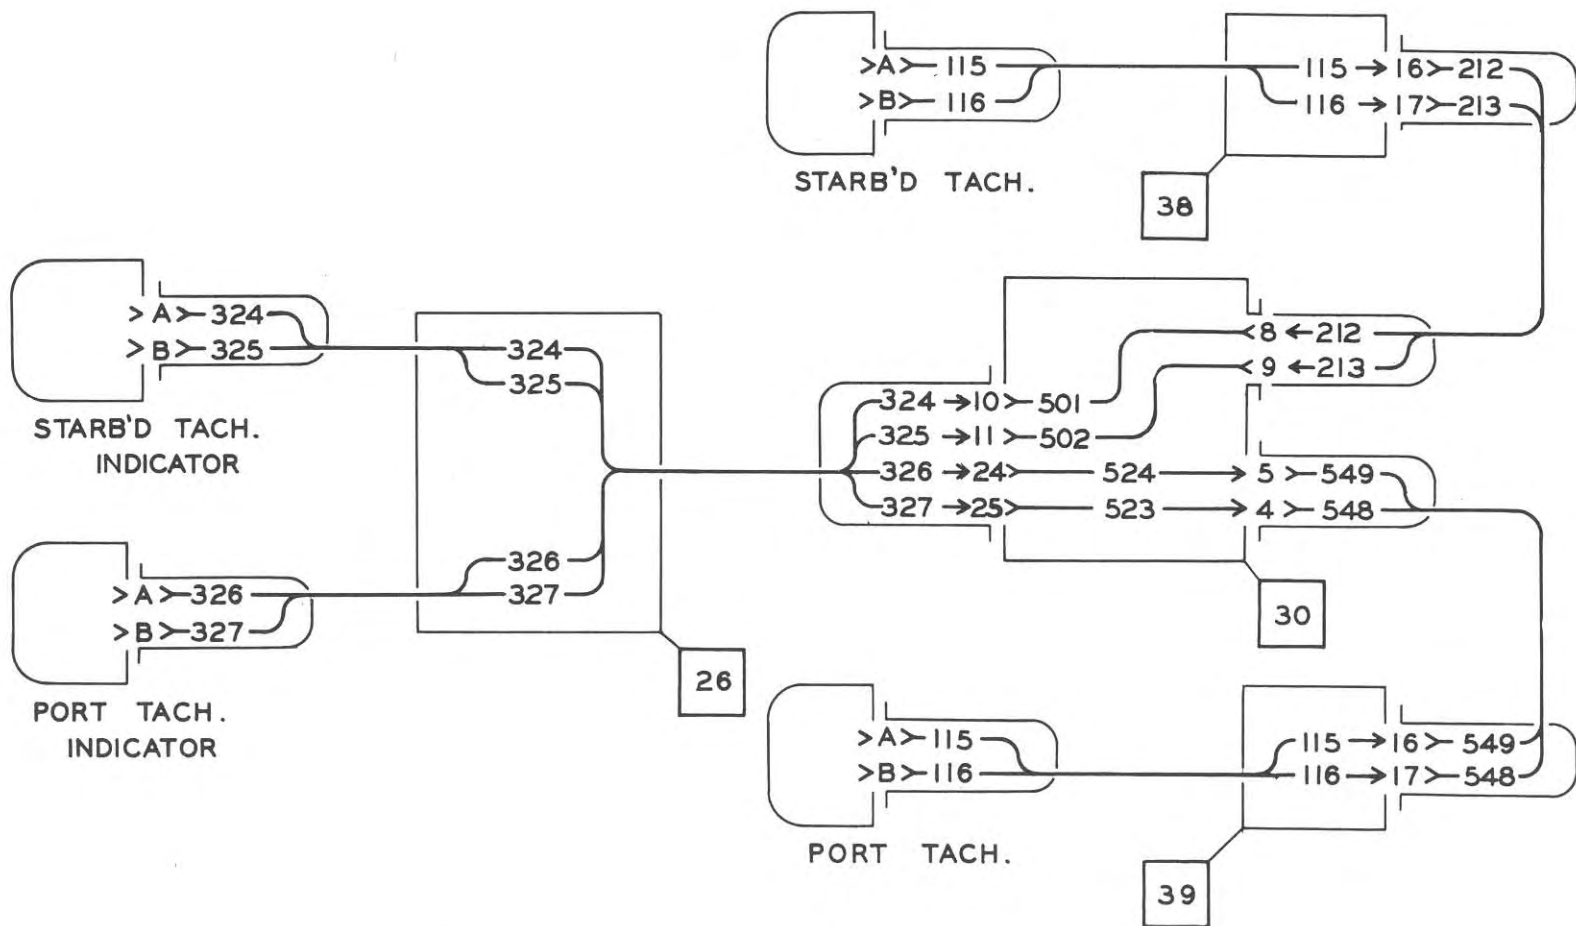 A 115 115 16 212
B 116 116 17 213
STARB'D TACH.
38
A 324
B 325
324
325
STARB'D TACH.
INDICATOR
8 212
9 213
324 10 501
325 11 502
326 24 524 5 549
327 25 523 4 548
30
A 326
B 327
326
327
26
PORT TACH.
INDICATOR
A 115 115 16 549
B 116 116 17 548
PORT TACH.
39